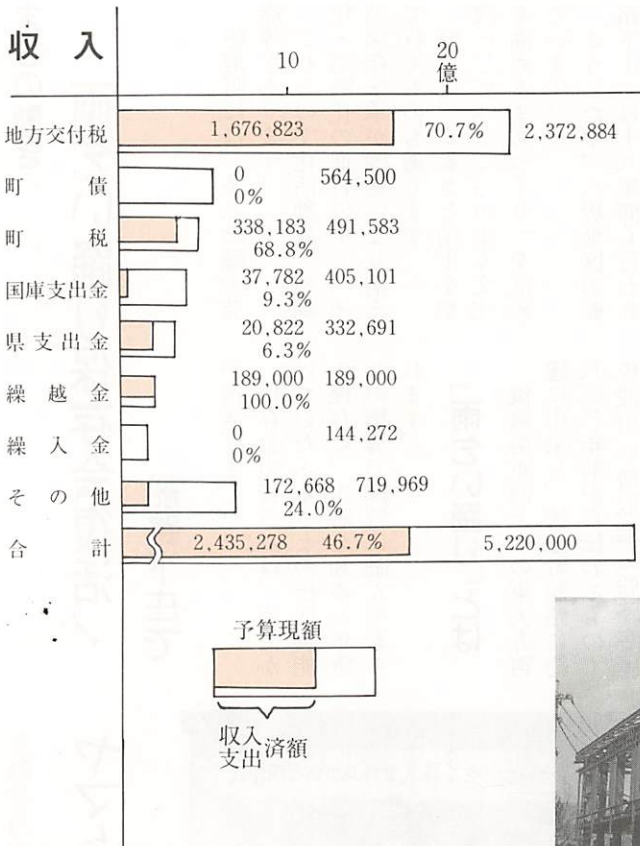 収入
10
20
億
地方交付税 1,676,823 70.7% 2,372,884
町債 0 564,500
0%
町税 338,183 491,583
68.8%
国庫支出金 37,782 405,101
9.3%
県支出金 20,822 332,691
6.3%
繰越金 189,000 189,000
100.0%
繰入金 0 144,272
0%
その他 172,668 719,969
24.0%
合計 2,435,278 46.7% 5,220,000
予算現額
収入
支出
済額